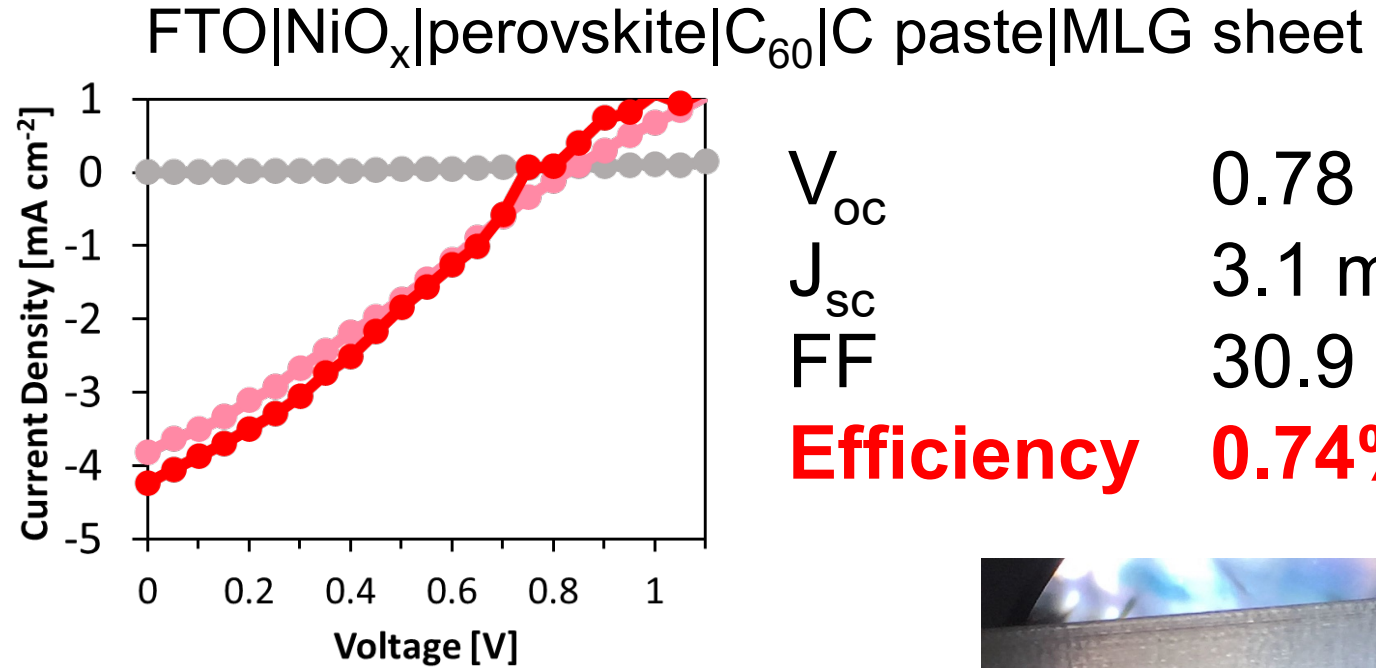 FTO|NiOₓ|perovskite|C₆₀|C paste|MLG sheet
Current Density [mA cm⁻²]
1
0
-1
-2
-3
-4
-5
0 0.2 0.4 0.6 0.8 1
Voltage [V]
Vₒc 0.78
Jsc 3.1 m
FF 30.9
Efficiency 0.74%